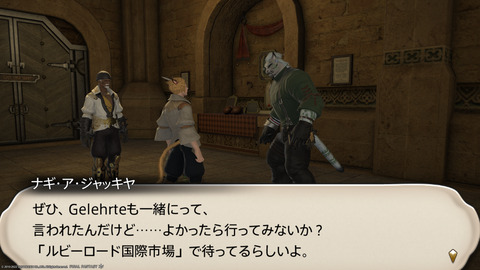 ナギ・ア・ジャッキヤ
ぜひ、Gelehrteも一緒にって、
言われたんだけど……よかったら行ってみないか？
「ルビーロード国際市場」で待ってるらしいよ。